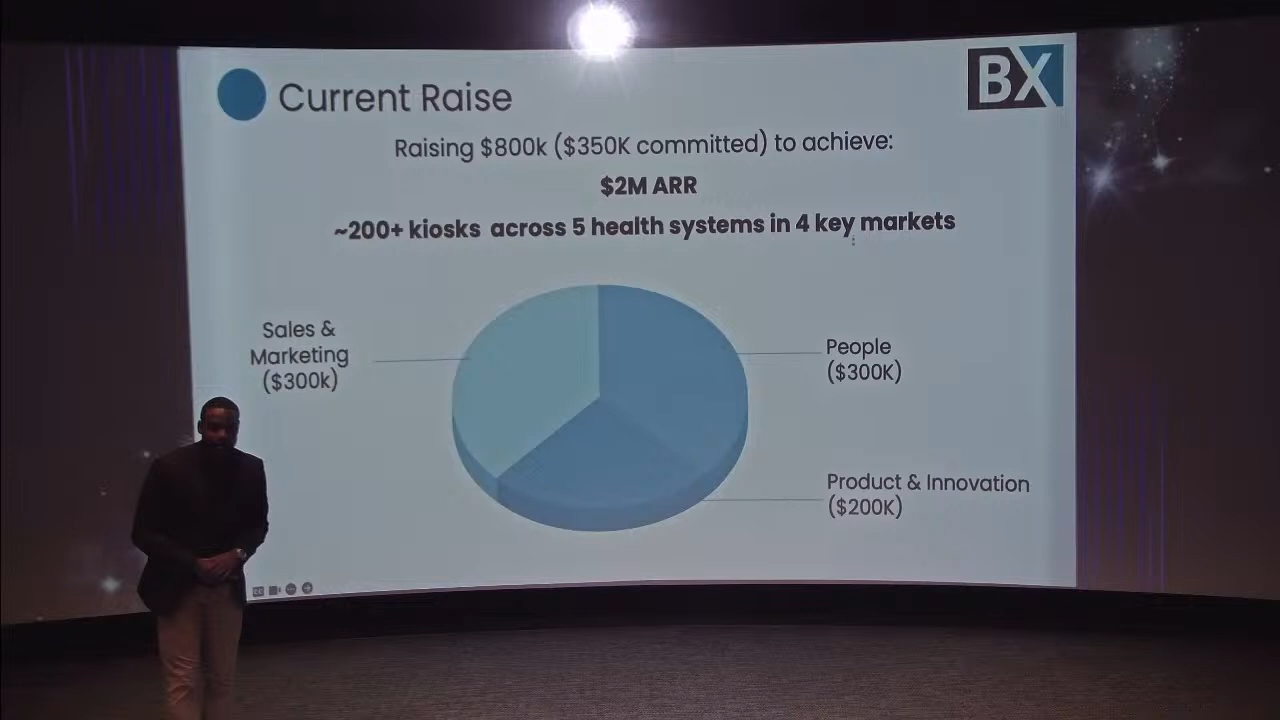 Current Raise
BX
Raising $800k ($350K committed) to achieve:
$2M ARR
~200+ kiosks across 5 health systems in 4 key markets
Sales &
Marketing
($300k)
People
($300K)
Product & Innovation
($200K)